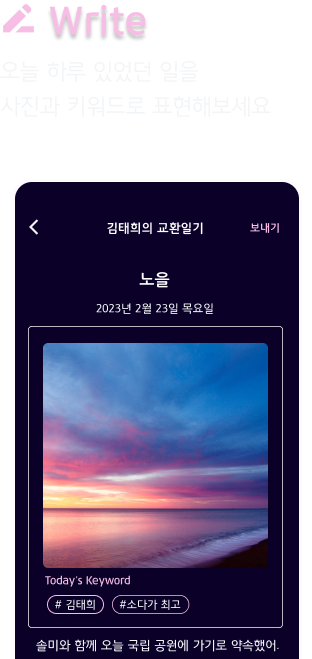 Write
오늘 하루 있었던 일을
사진과 키워드로 표현해보세요
김태희의 교환일기
보내기
노을
2023년 2월 23일 목요일
Today's Keyword
# 김태희
#소다가 최고
솔미와 함께 오늘 국립 공원에 가기로 약속했어.